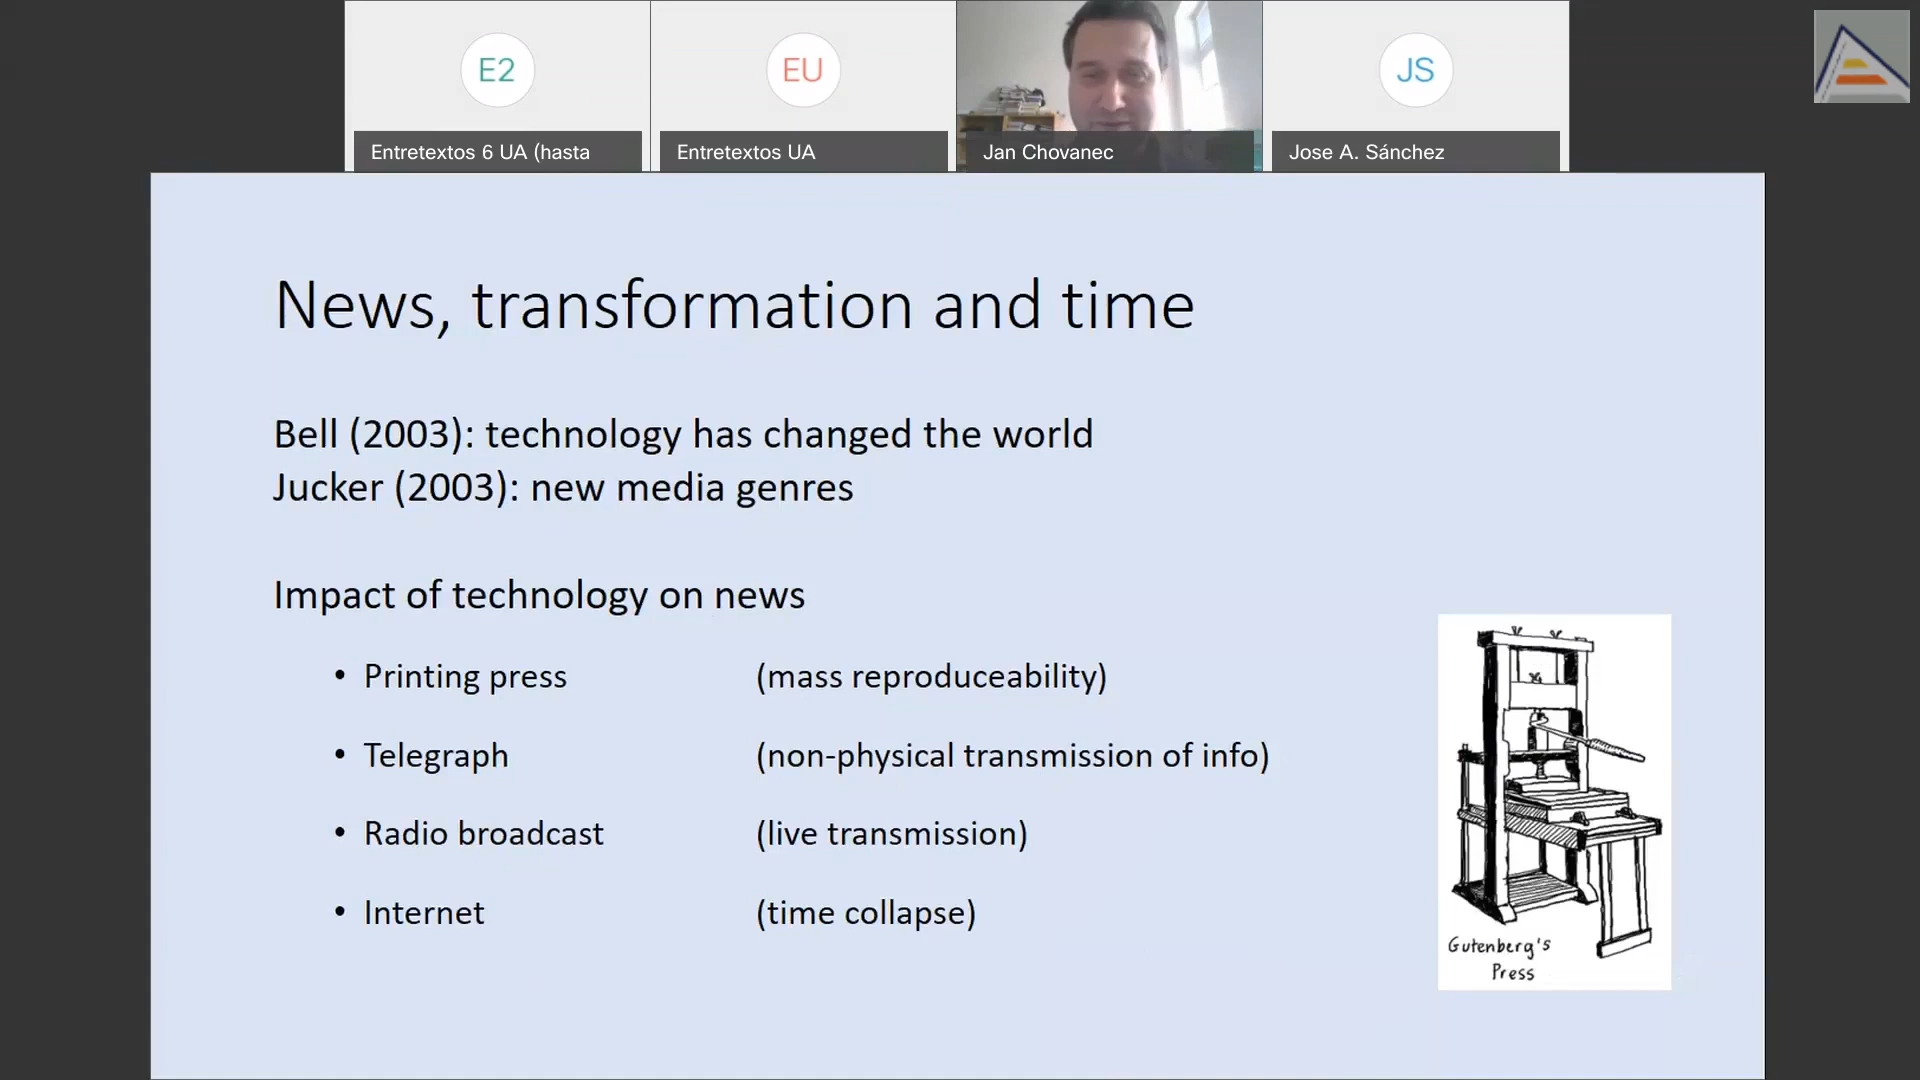 E2
EU
JS
Entretextos 6 UA (hasta
Entretextos UA
Jan Chovanec
Jose A. Sánchez
News, transformation and time
Bell (2003): technology has changed the world
Jucker (2003): new media genres
Impact of technology on news
• Printing press (mass reproduceability)
• Telegraph (non-physical transmission of info)
• Radio broadcast (live transmission)
• Internet (time collapse)
Gutenberg's
Press